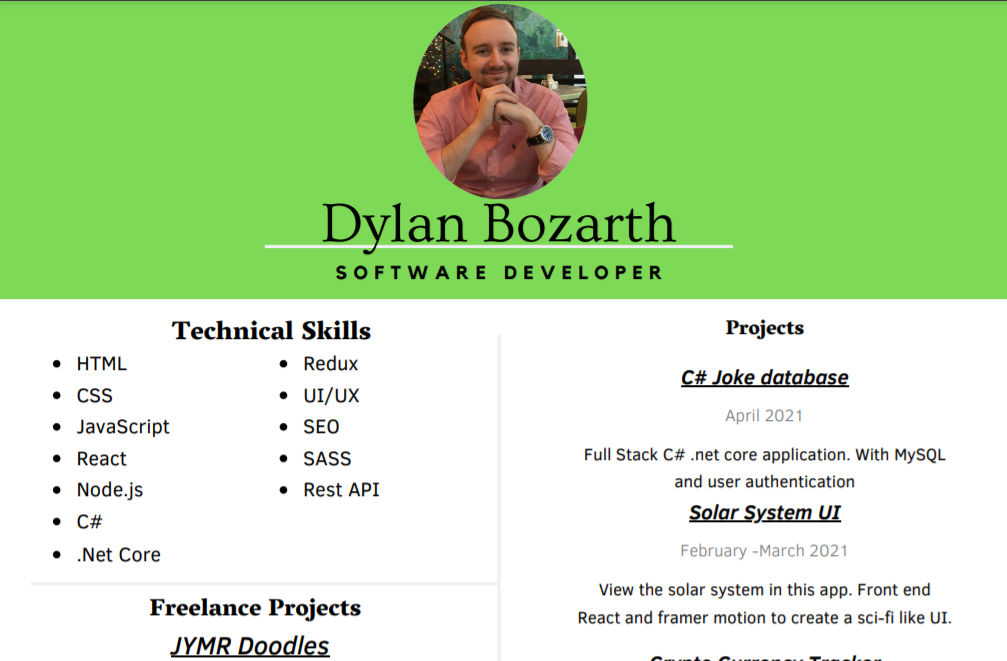 Dylan Bozarth
SOFTWARE DEVELOPER
Technical Skills
HTML
CSS
JavaScript
React
Node.js
C#
.Net Core
Redux
UI/UX
SEO
SASS
Rest API
Freelance Projects
JYMR Doodles
Projects
C# Joke database
April 2021
Full Stack C# .net core application. With MySQL
and user authentication
Solar System UI
February -March 2021
View the solar system in this app. Front end
React and framer motion to create a sci-fi like UI.
Crypto Currency Tracker